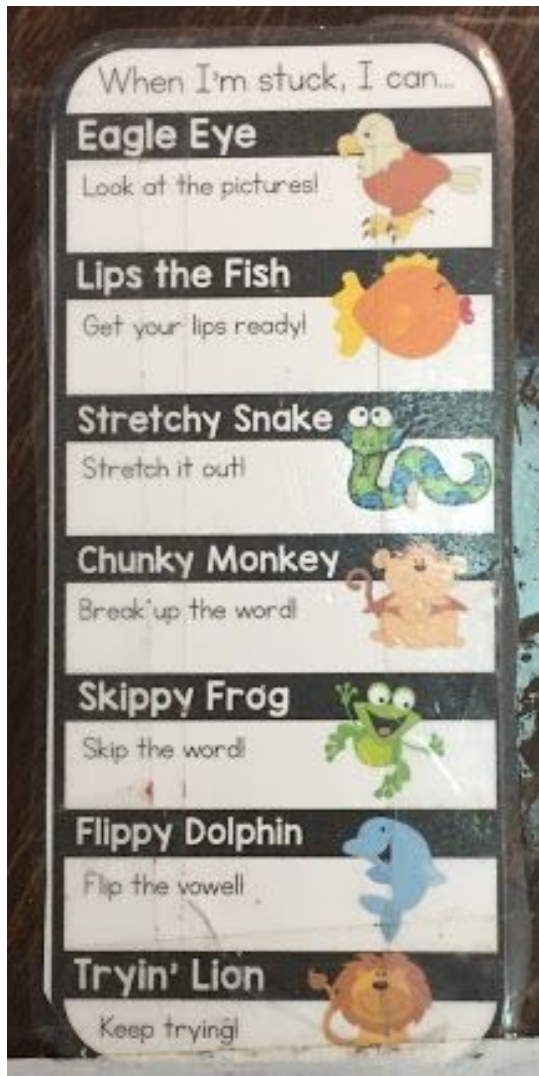 When I'm stuck, I can...
Eagle Eye
Look at the pictures!
Lips the Fish
Get your lips ready!
Stretchy Snake
Stretch it out!
Chunky Monkey
Break up the word!
Skippy Frog
Skip the word!
Flippy Dolphin
Flip the vowel!
Tryin' Lion
Keep trying!